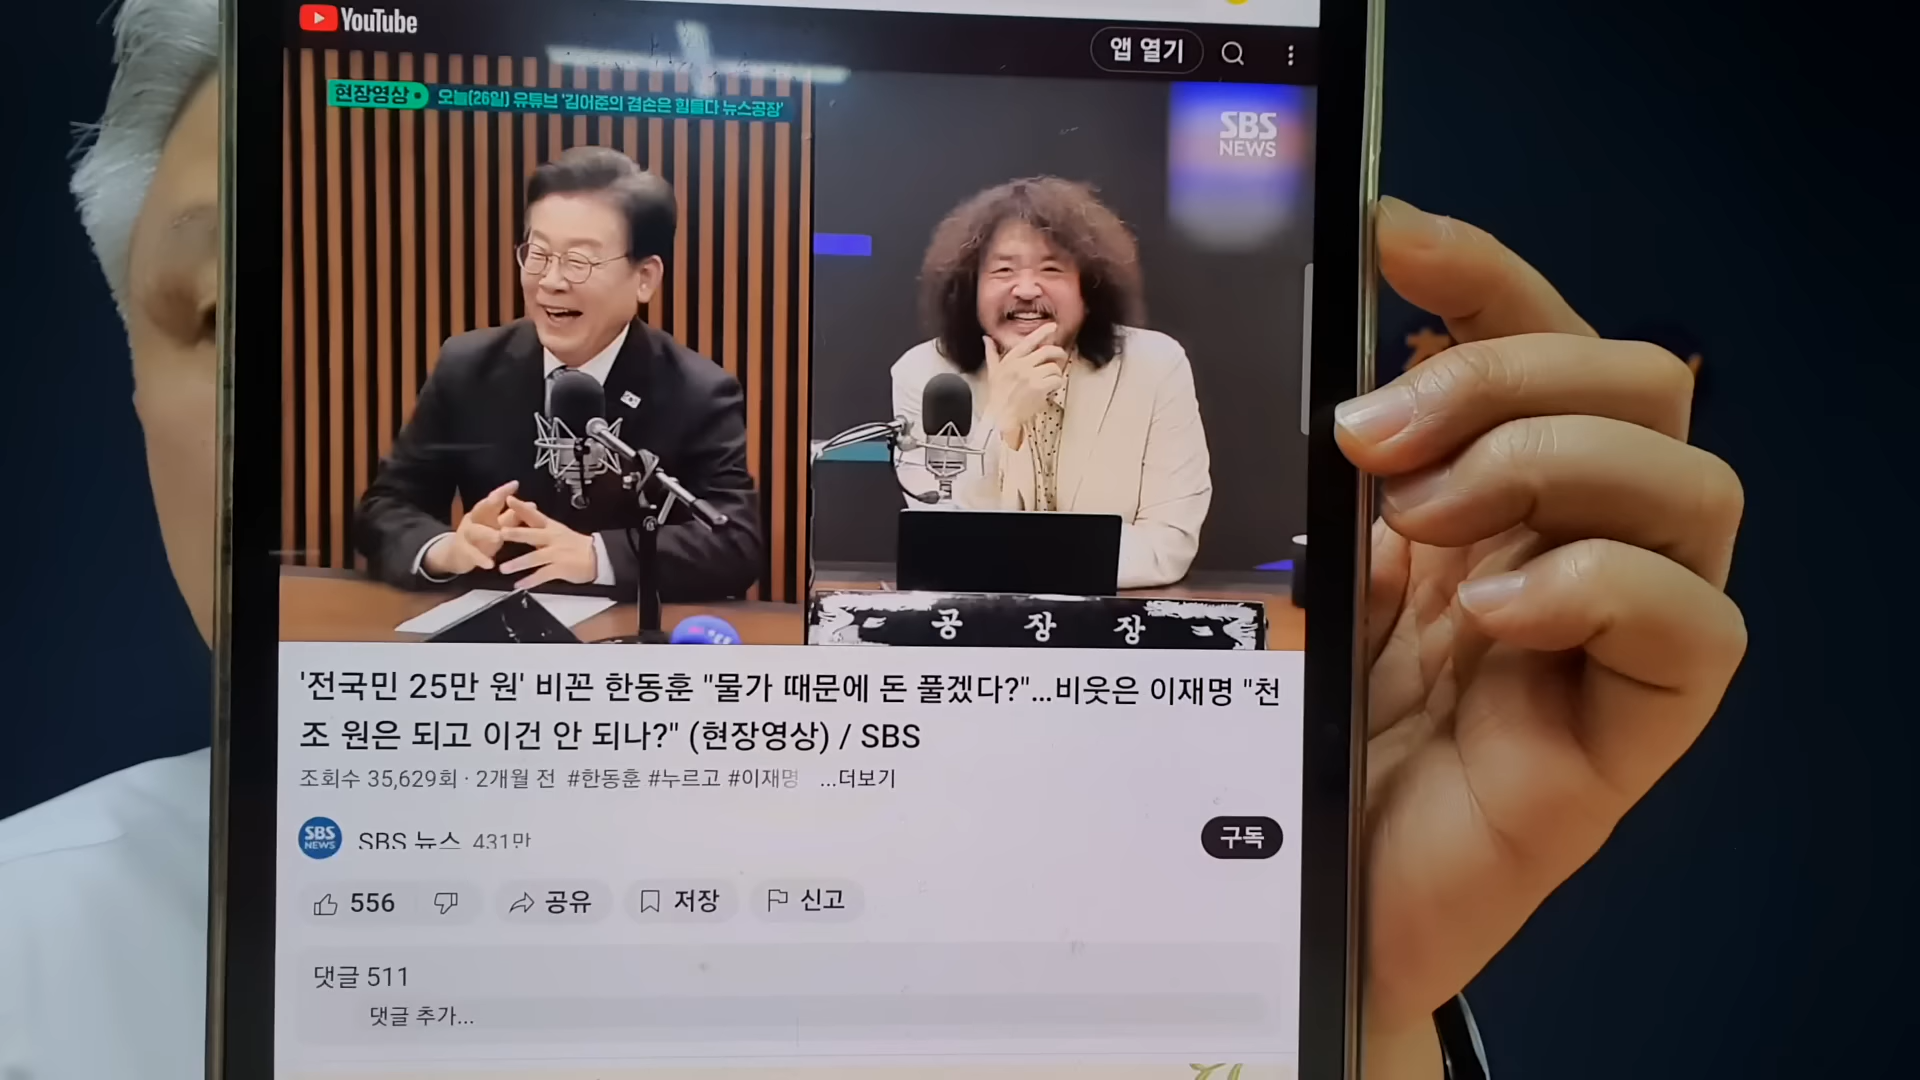 YouTube
앱 열기
현장영상
오늘(26일) 유튜브 '김어준의 겸손은 힘들다 뉴스공장'
SBS
NEWS
공 장 장
'전국민 25만 원' 비꼰 한동훈 "물가 때문에 돈 풀겠다?"...비웃은 이재명 "천
조 원은 되고 이건 안 되나?" (현장영상) / SBS
조회수 35,629회 · 2개월 전 #한동훈 #누르고 #이재명 ...더보기
SBS
NEWS
SBS 뉴스 431만
구독
556
공유
저장
신고
댓글 511
댓글 추가...